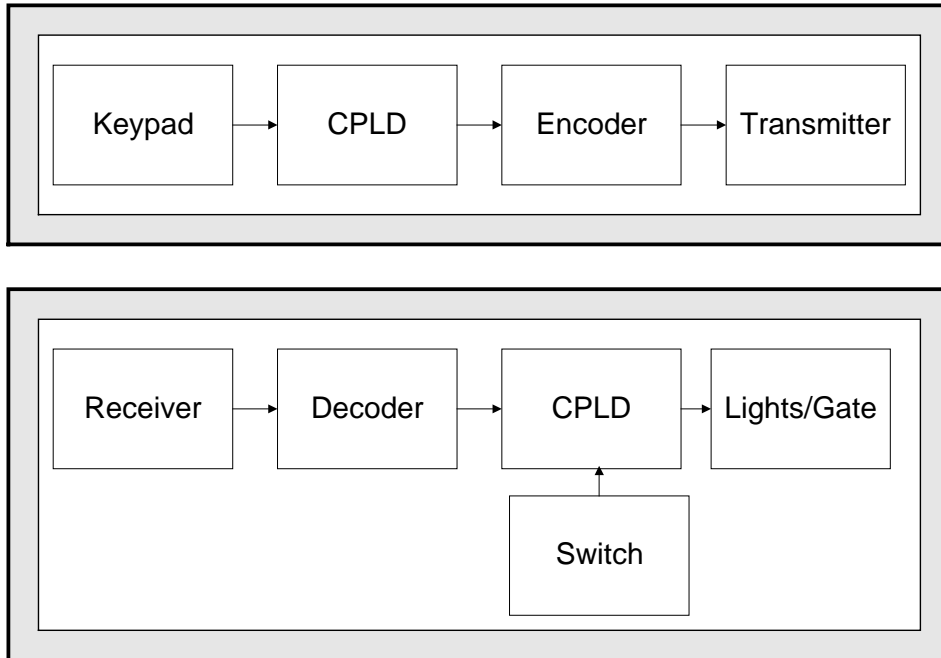 Keypad
CPLD
Encoder
Transmitter
Receiver
Decoder
CPLD
Lights/Gate
Switch